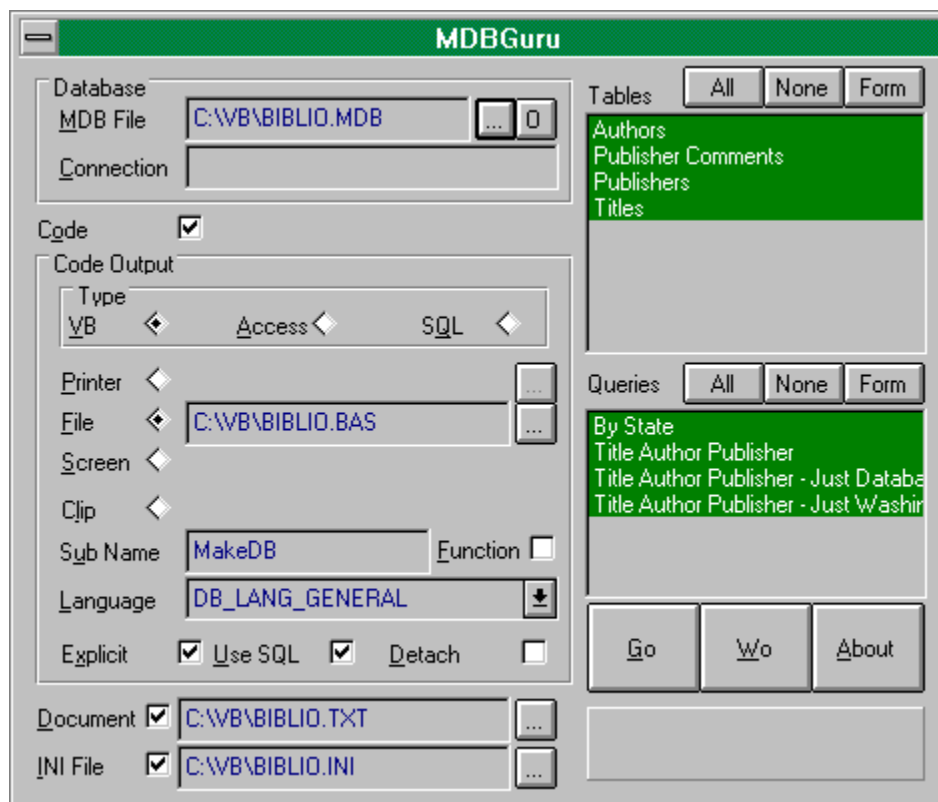 MDBGuru
Database
MDB File C:\VB\BIBLIO.MDB ... O
Connection
Code
Code Output
Type
VB Access SQL
Printer ...
File C:\VB\BIBLIO.BAS ...
Screen
Clip
Sub Name MakeDB Function
Language DB_LANG_GENERAL
Explicit Use SQL Detach
Document C:\VB\BIBLIO.TXT ...
INI File C:\VB\BIBLIO.INI ...
Tables All None Form
Authors
Publisher Comments
Publishers
Titles
Queries All None Form
By State
Title Author Publisher
Title Author Publisher - Just Databa
Title Author Publisher - Just Washin
Go Wo About